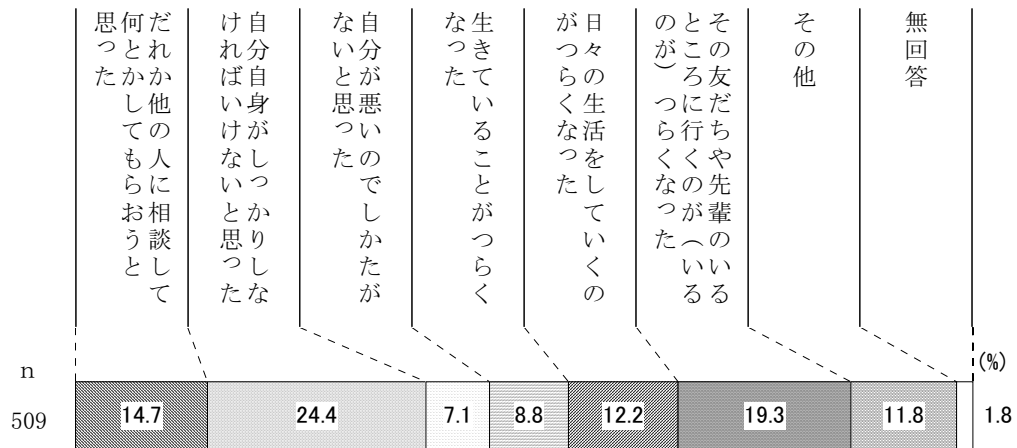 だれか他の人に相談して
何とかしてもらおうと
思った
自分自身がしっかりしな
ければいけないと思った
自分が悪いのでしかたが
ないと思った
生きていることがつらく
なった
日々の生活をしていくの
がつらくなった
その友だちや先輩のいる
ところに行くのが（いる
のが）つらくなった
その他
無回答
(%)
n
509
14.7
24.4
7.1
8.8
12.2
19.3
11.8
1.8